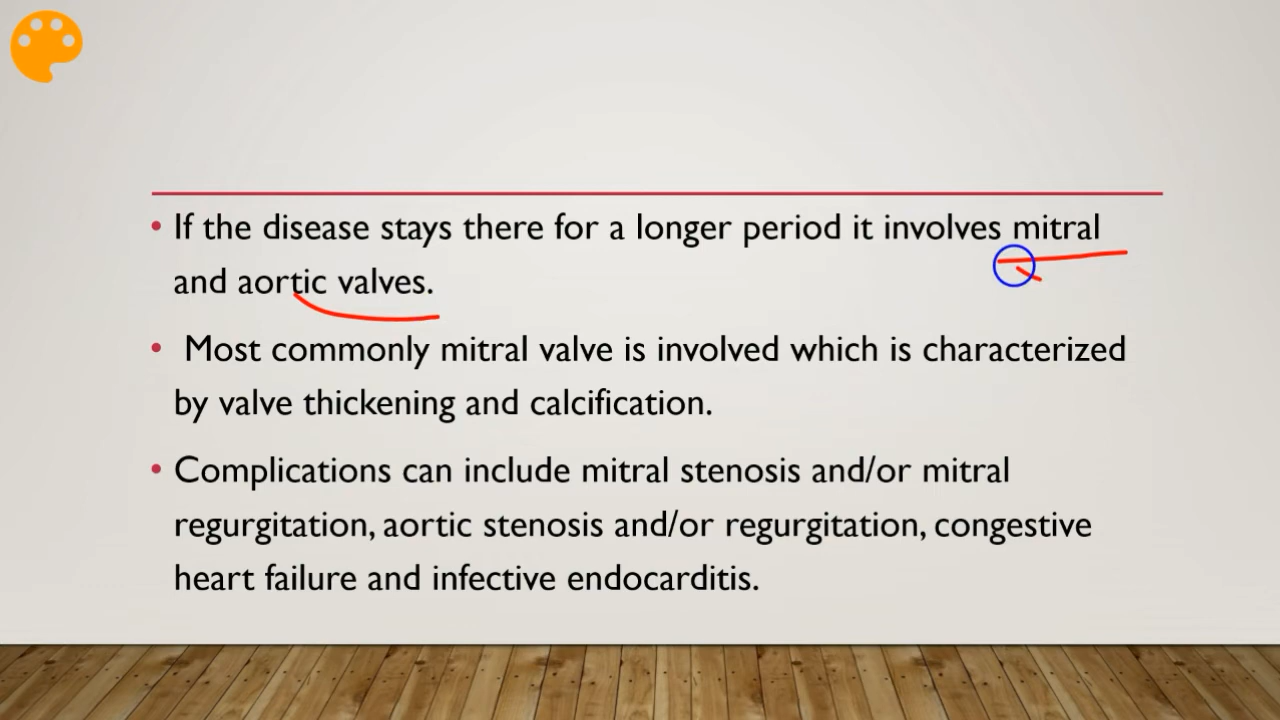 • If the disease stays there for a longer period it involves mitral
and aortic valves.
• Most commonly mitral valve is involved which is characterized
by valve thickening and calcification.
• Complications can include mitral stenosis and/or mitral
regurgitation, aortic stenosis and/or regurgitation, congestive
heart failure and infective endocarditis.